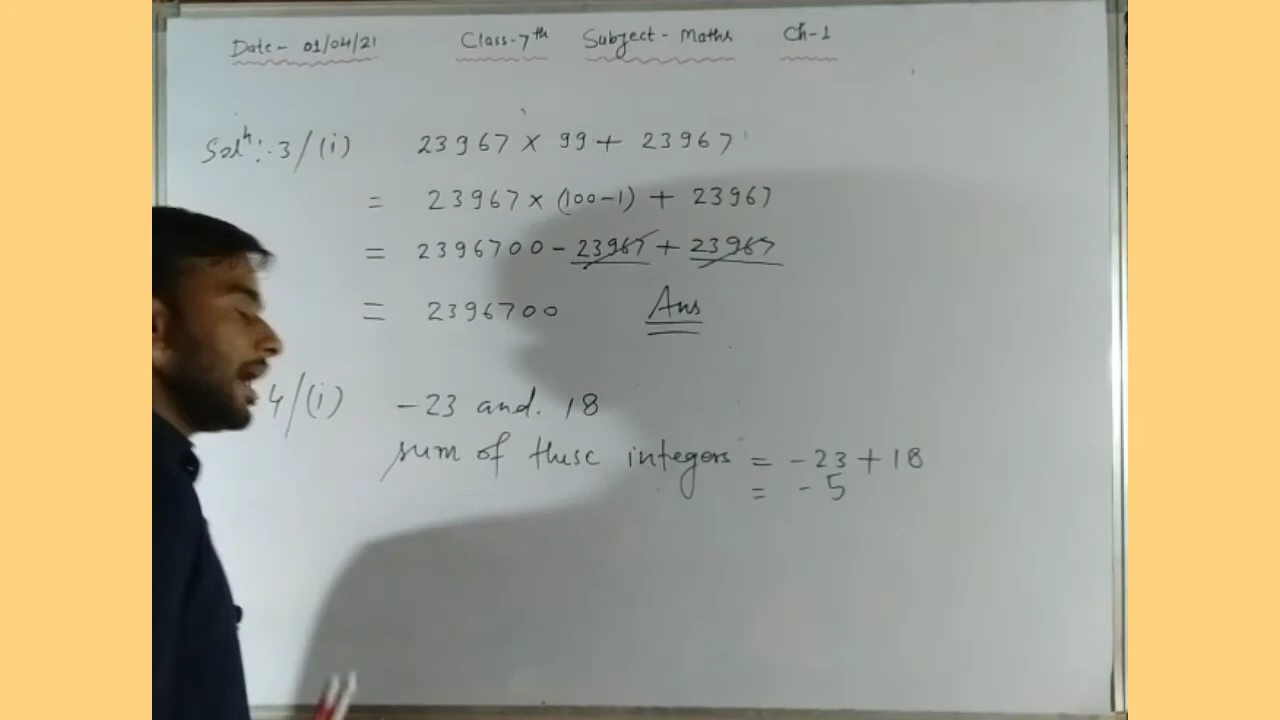 Date - 01/04/21 Class-7th Subject - Maths Ch-1
Solⁿ:- 3/(i) 23967 × 99 + 23967
= 23967 × (100-1) + 23967
= 2396700 - 23967 + 23967
= 2396700 Ans
4/(i) -23 and. 18
sum of these integers = -23 + 18
= -5